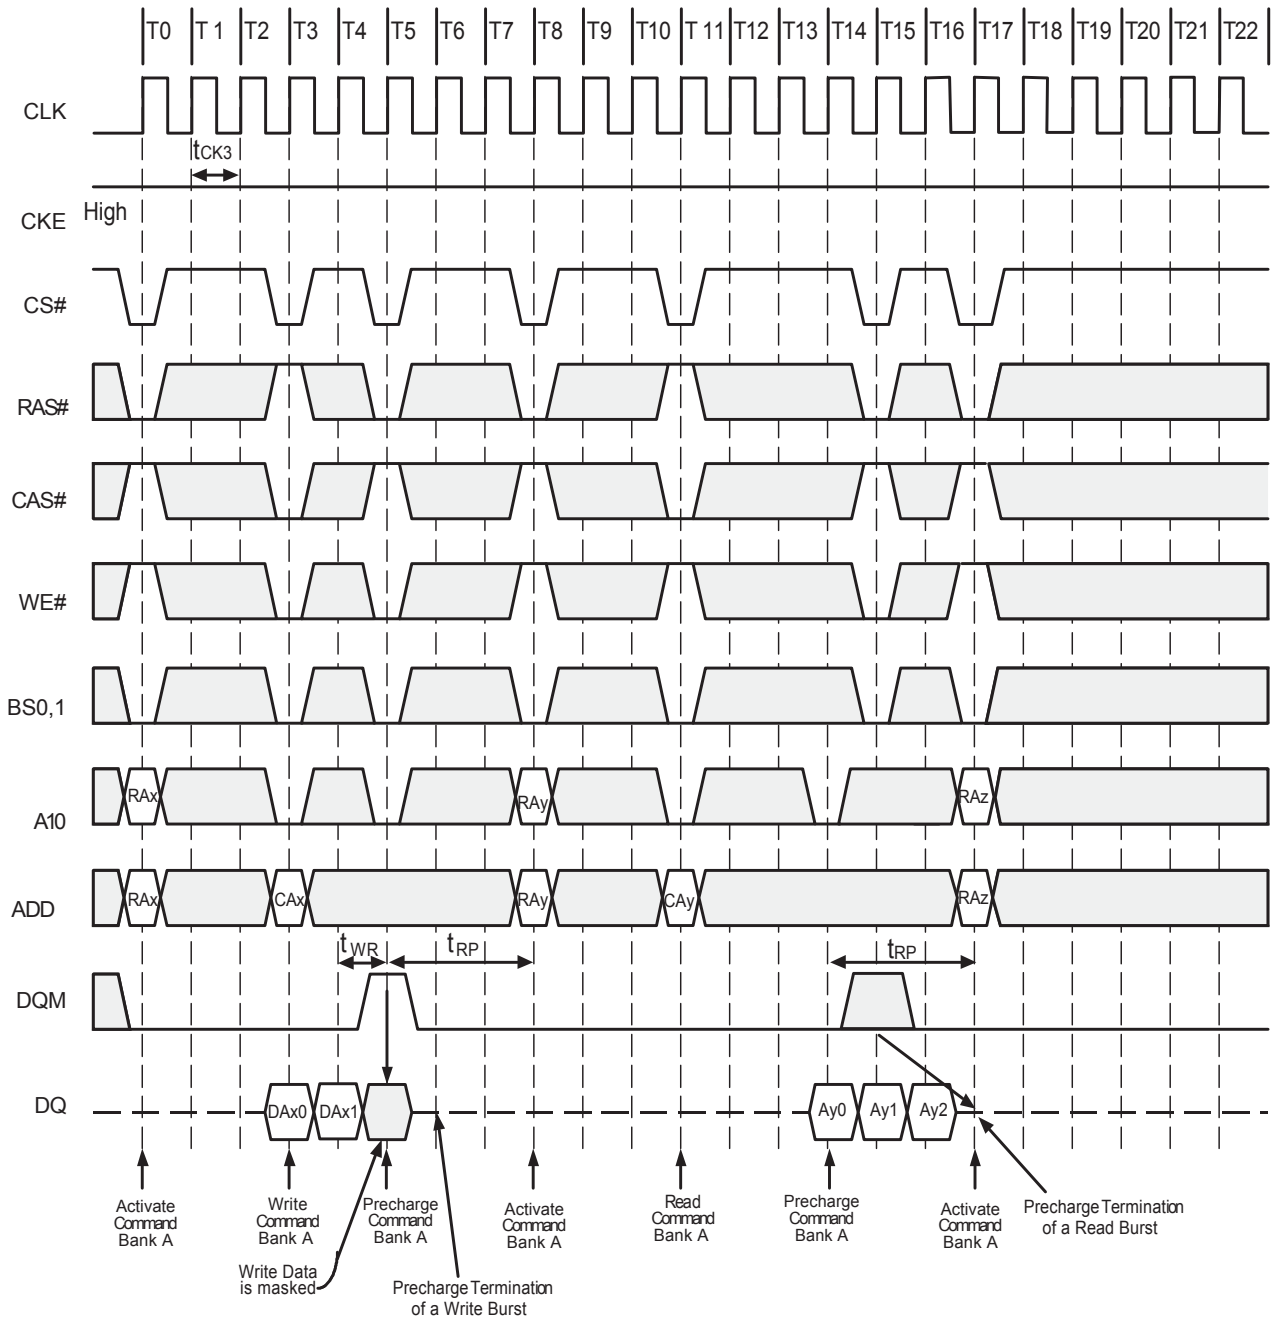 T0 T 1 T2 T3 T4 T5 T6 T7 T8 T9 T10 T 11 T12 T13 T14 T15 T16 T17 T18 T19 T20 T21 T22
CLK
tCK3
High
CKE
CS#
RAS#
CAS#
WE#
BS0,1
RAx RAy RAz
A10
RAx CAx RAy CAy RAz
ADD
tWR tRP tRP
DQM
DQ
DAx0 DAx1 Ay0 Ay1 Ay2
Activate
Command
Bank A
Write
Command
Bank A
Precharge
Command
Bank A
Activate
Command
Bank A
Read
Command
Bank A
Precharge
Command
Bank A
Activate
Command
Bank A
Precharge Termination
of a Read Burst
Write Data
is masked
Precharge Termination
of a Write Burst